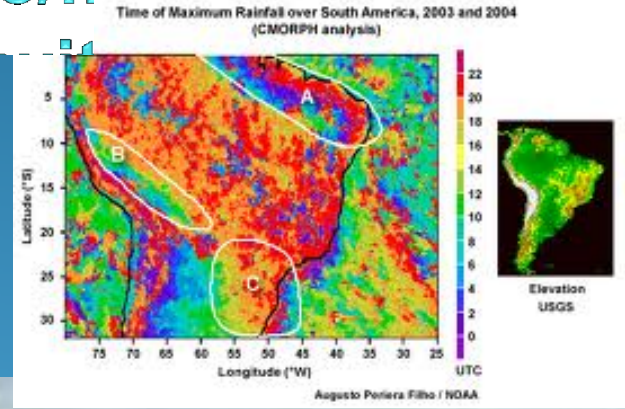 Time of Maximum Rainfall over South America, 2003 and 2004
(CMORPH analysis)
A
B
C
5
10
15
20
25
30
Latitude (°S)
75 70 65 60 55 50 45 40 35 30 25
Longitude (°W)
22
20
18
16
14
12
10
8
6
4
2
0
UTC
Elevation
USGS
Augusto Periera Filho / NOAA